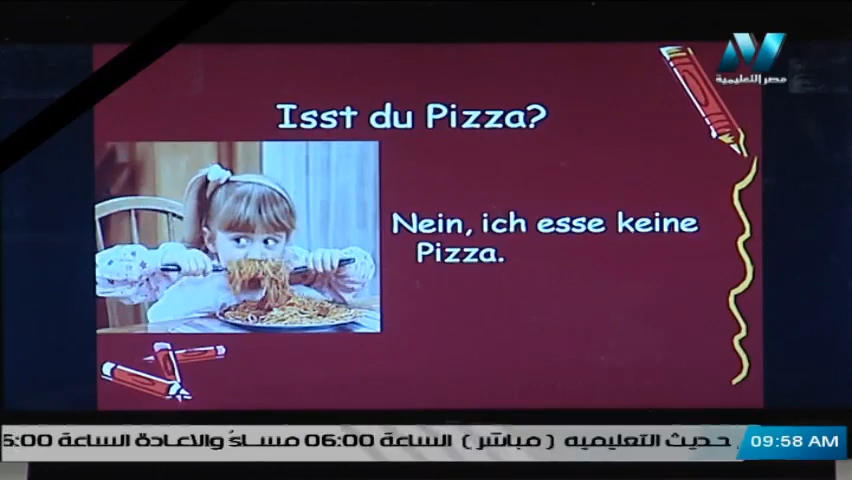 مصر التعليمية
Isst du Pizza?
Nein, ich esse keine
Pizza.
حديث التعليميه ( مباشر ) الساعة 06:00 مساءً والاعادة الساعة 5:00
09:58 AM